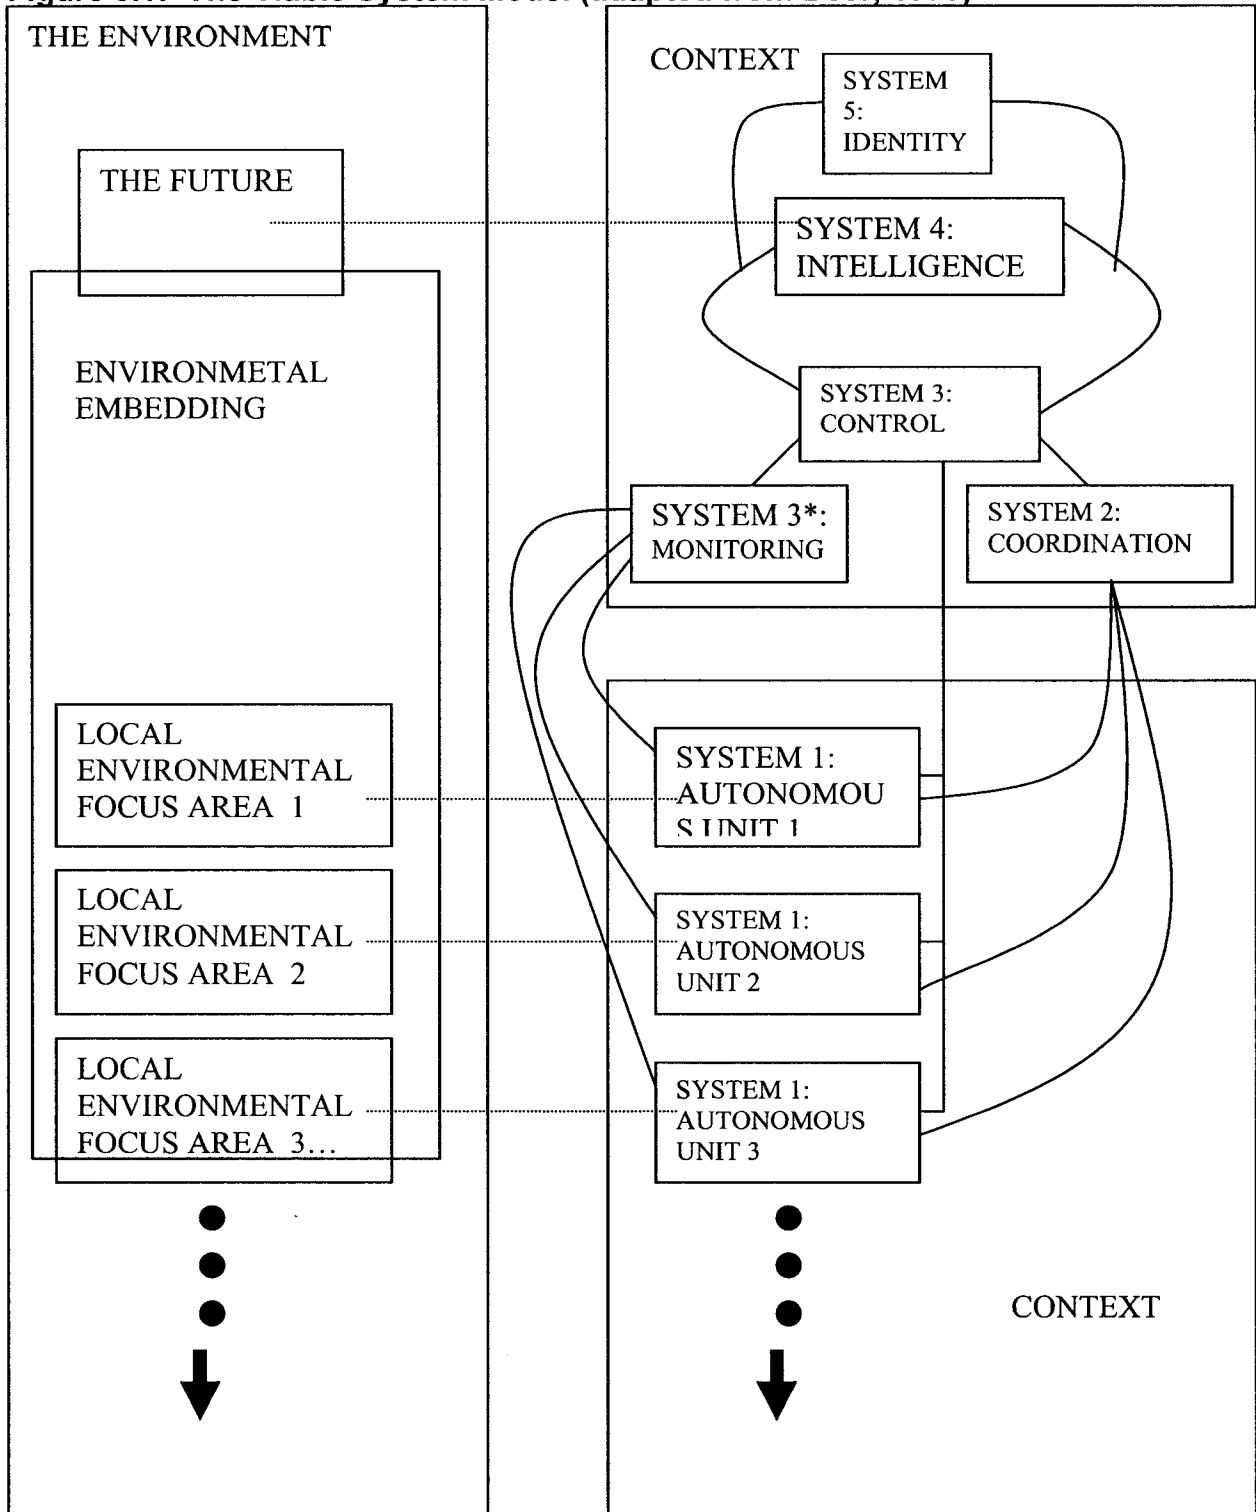 THE ENVIRONMENT
THE FUTURE
ENVIRONMETAL
EMBEDDING
LOCAL
ENVIRONMENTAL
FOCUS AREA 1
LOCAL
ENVIRONMENTAL
FOCUS AREA 2
LOCAL
ENVIRONMENTAL
FOCUS AREA 3...
CONTEXT
SYSTEM
5:
IDENTITY
SYSTEM 4:
INTELLIGENCE
SYSTEM 3:
CONTROL
SYSTEM 3*:
MONITORING
SYSTEM 2:
COORDINATION
SYSTEM 1:
AUTONOMOU
S UNIT 1
SYSTEM 1:
AUTONOMOUS
UNIT 2
SYSTEM 1:
AUTONOMOUS
UNIT 3
CONTEXT